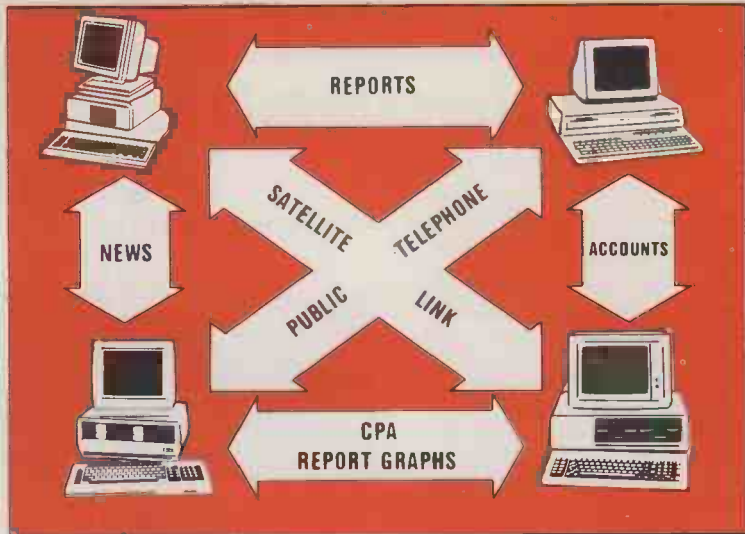 REPORTS
SATELLITE
TELEPHONE
NEWS
ACCOUNTS
PUBLIC
LINK
CPA
REPORT GRAPHS